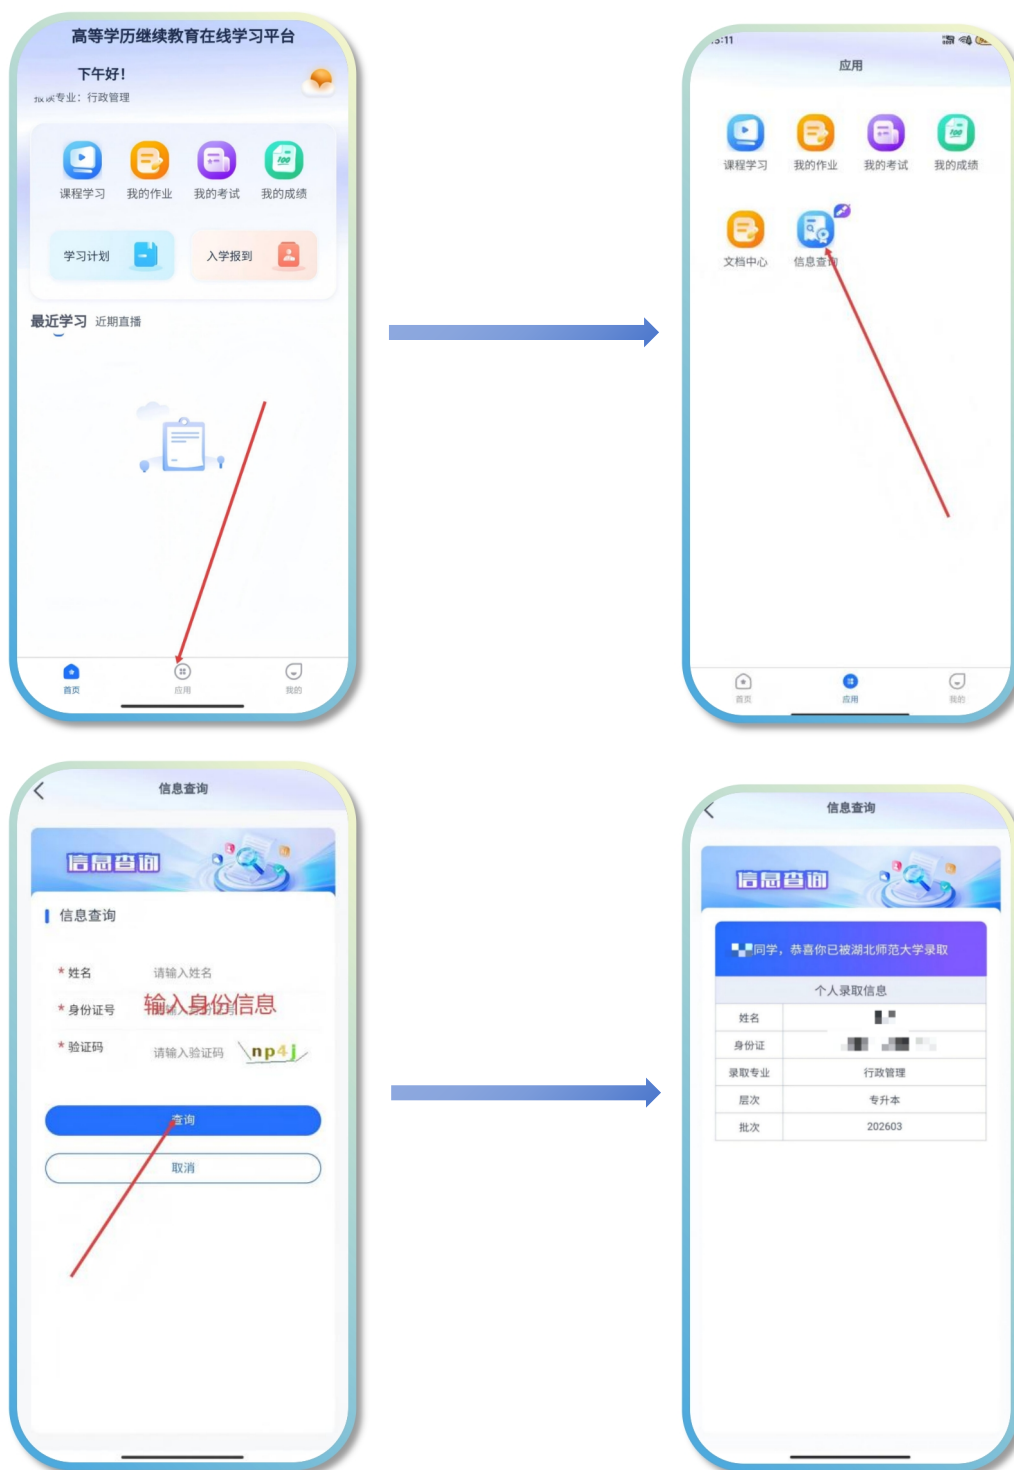 高等学历继续教育在线学习平台
下午好!
专业：行政管理
课程学习 我的作业 我的考试 我的成绩
学习计划 入学报到
最近学习 近期直播
首页 应用 我的
:11
应用
课程学习 我的作业 我的考试 我的成绩
文档中心 信息查询
首页 应用 我的
信息查询
信息查询
信息查询
* 姓名 请输入姓名
* 身份证号 输入身份信息
* 验证码 请输入验证码 np4j
查询
取消
信息查询
信息查询
同学，恭喜你已被湖北师范大学录取
个人录取信息
姓名
身份证
录取专业 行政管理
层次 专升本
批次 202603